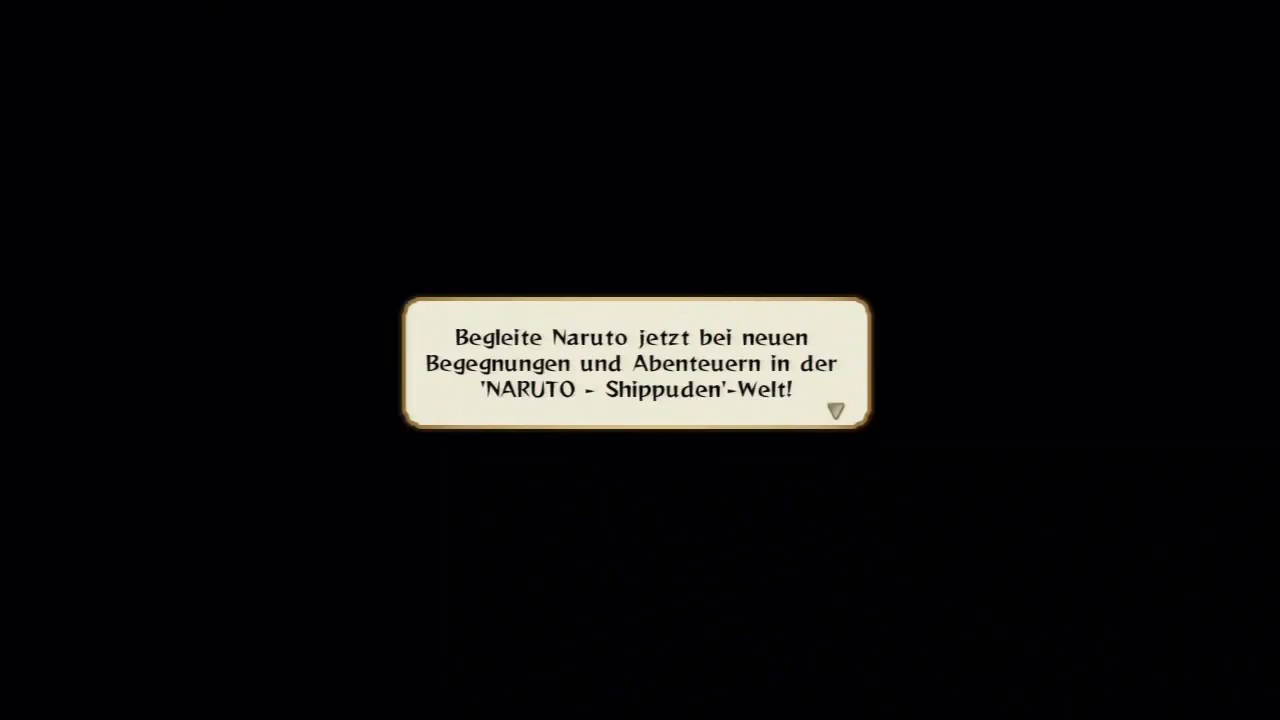 Begleite Naruto jetzt bei neuen
Begegnungen und Abenteuern in der
'NARUTO - Shippuden'-Welt!